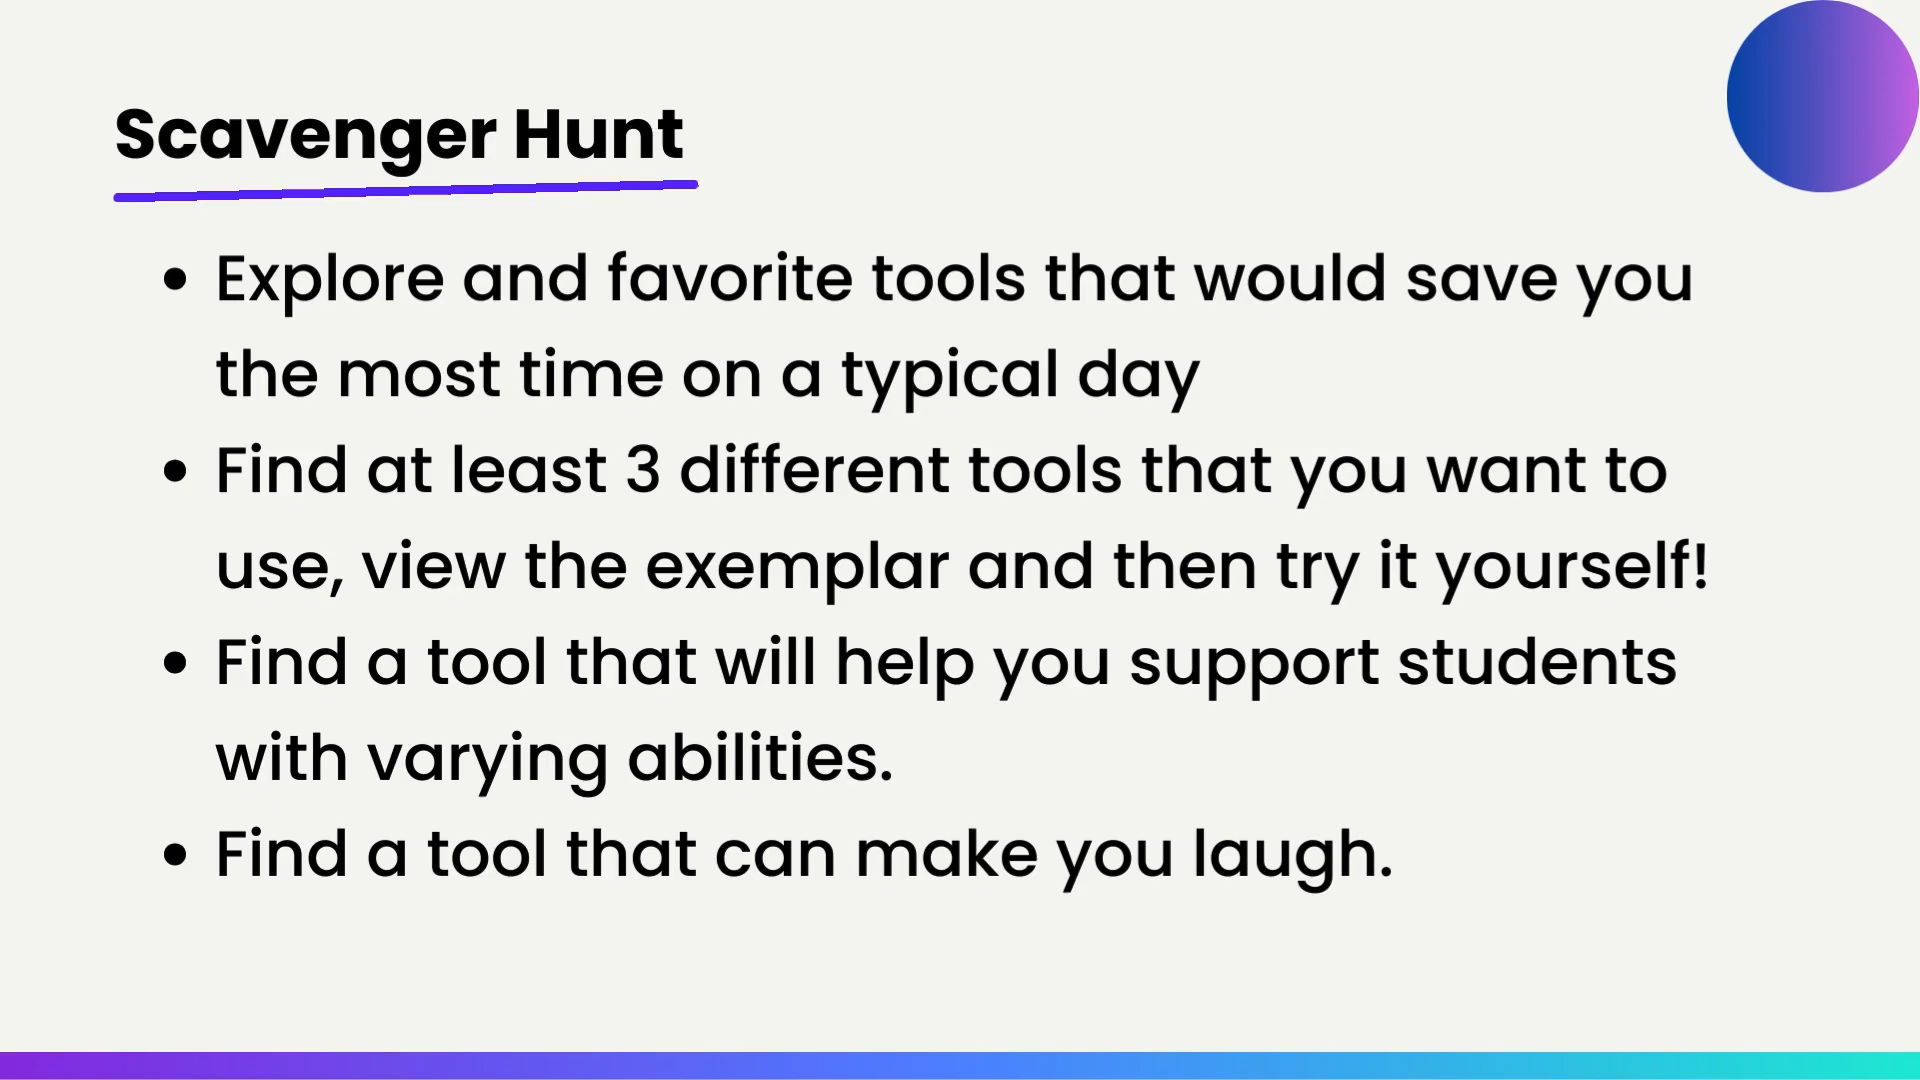 Scavenger Hunt
• Explore and favorite tools that would save you
the most time on a typical day
• Find at least 3 different tools that you want to
use, view the exemplar and then try it yourself!
• Find a tool that will help you support students
with varying abilities.
• Find a tool that can make you laugh.